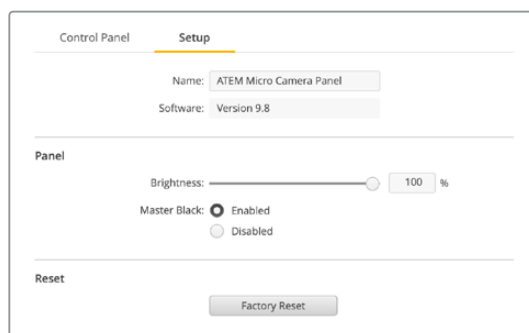 Control Panel Setup
Name: ATEM Micro Camera Panel
Software: Version 9.8
Panel
Brightness: 100 %
Master Black: Enabled
Disabled
Reset
Factory Reset